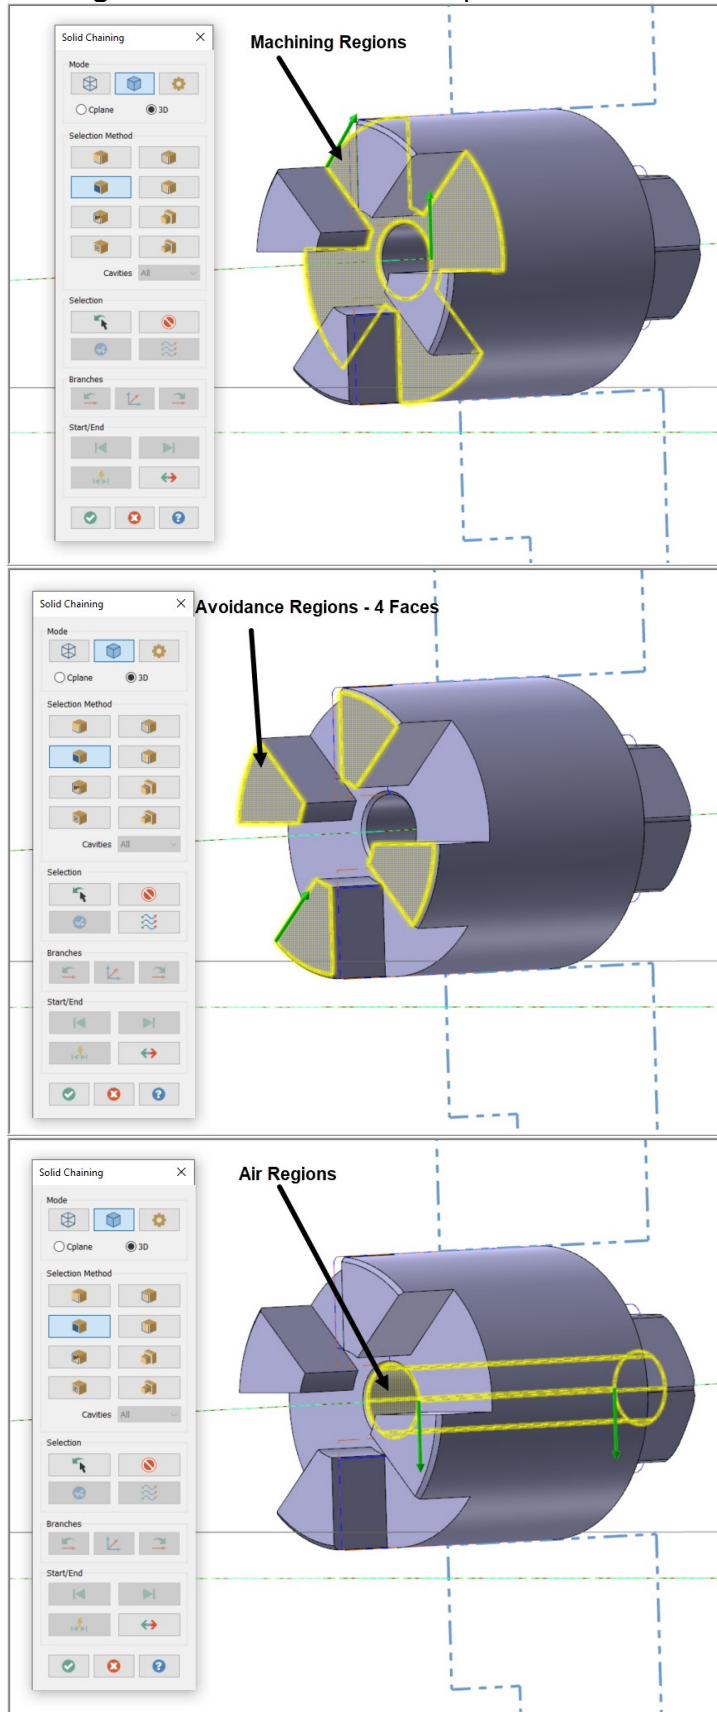 Solid Chaining
Machining Regions
Mode
Cplane
3D
Selection Method
Cavities
All
Selection
Branches
Start/End
Solid Chaining
Avoidance Regions - 4 Faces
Mode
Cplane
3D
Selection Method
Cavities
All
Selection
Branches
Start/End
Solid Chaining
Air Regions
Mode
Cplane
3D
Selection Method
Cavities
All
Selection
Branches
Start/End